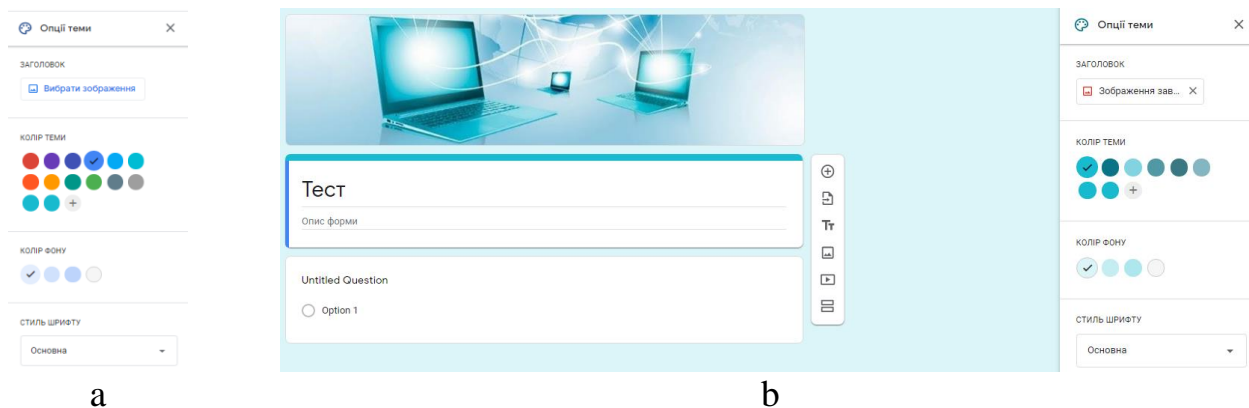 Опції теми
ЗАГОЛОВОК
Вибрати зображення
КОЛІР ТЕМИ
КОЛІР ФОНУ
СТИЛЬ ШРИФТУ
Основна
a
Тест
Опис форми
Untitled Question
Option 1
Тт
Опції теми
ЗАГОЛОВОК
Зображення зав...
КОЛІР ТЕМИ
КОЛІР ФОНУ
СТИЛЬ ШРИФТУ
Основна
b